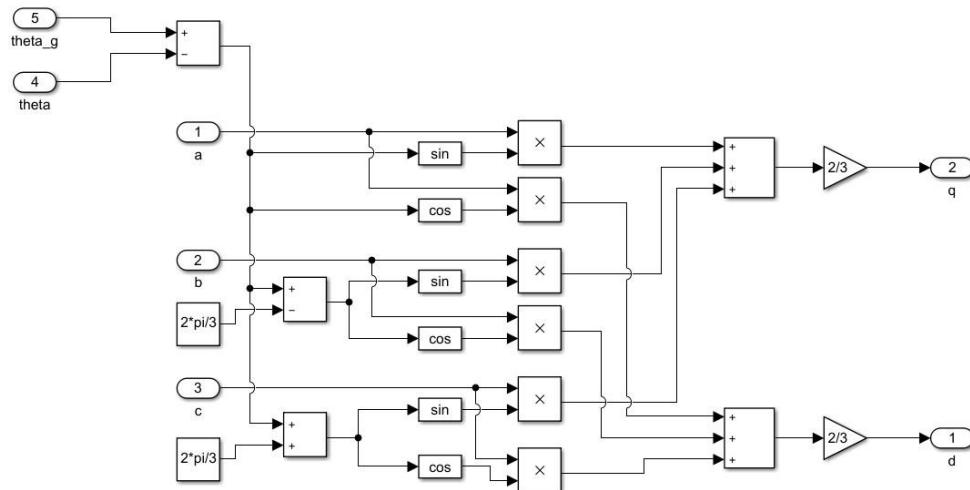 5
+
theta_g
−
4
theta
1
a
×
+
sin
+
2/3
2
+
q
×
cos
2
×
b
sin
+
−
2*pi/3
×
cos
3
×
c
sin
+
+
+
+
2/3
1
+
d
2*pi/3
cos
×